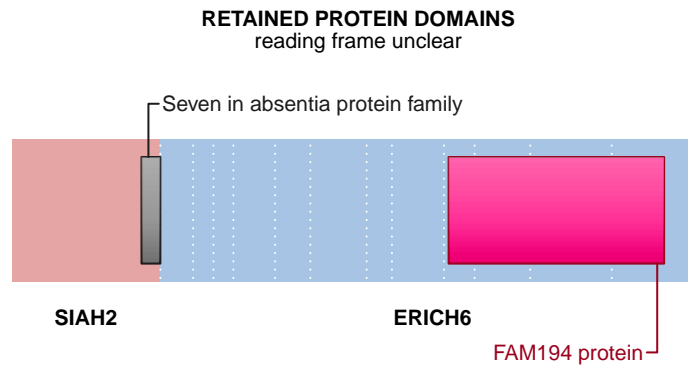 RETAINED PROTEIN DOMAINS
reading frame unclear
Seven in absentia protein family
SIAH2
ERICH6
FAM194 protein